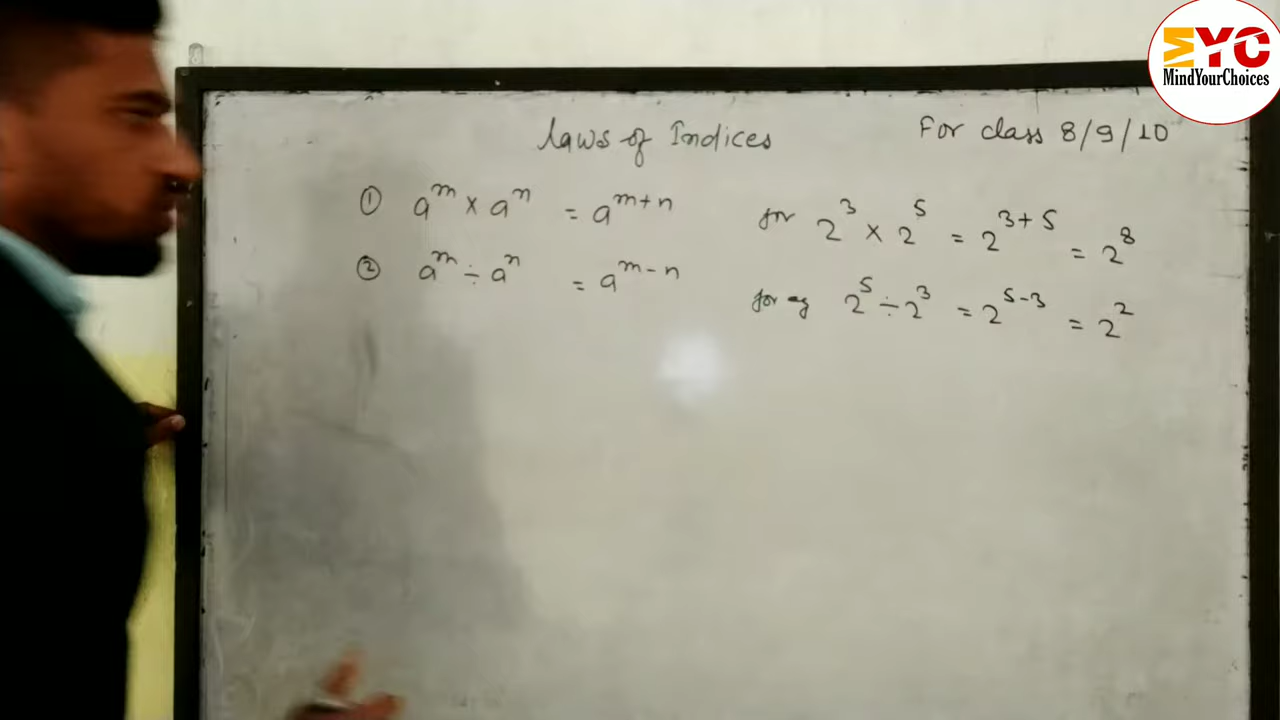 MYC
MindYourChoices
Laws of Indices
For class 8/9/10
① a^m × a^n = a^(m+n)
for 2^3 × 2^5 = 2^(3+5) = 2^8
② a^m ÷ a^n = a^(m-n)
for eg 2^5 ÷ 2^3 = 2^(5-3) = 2^2